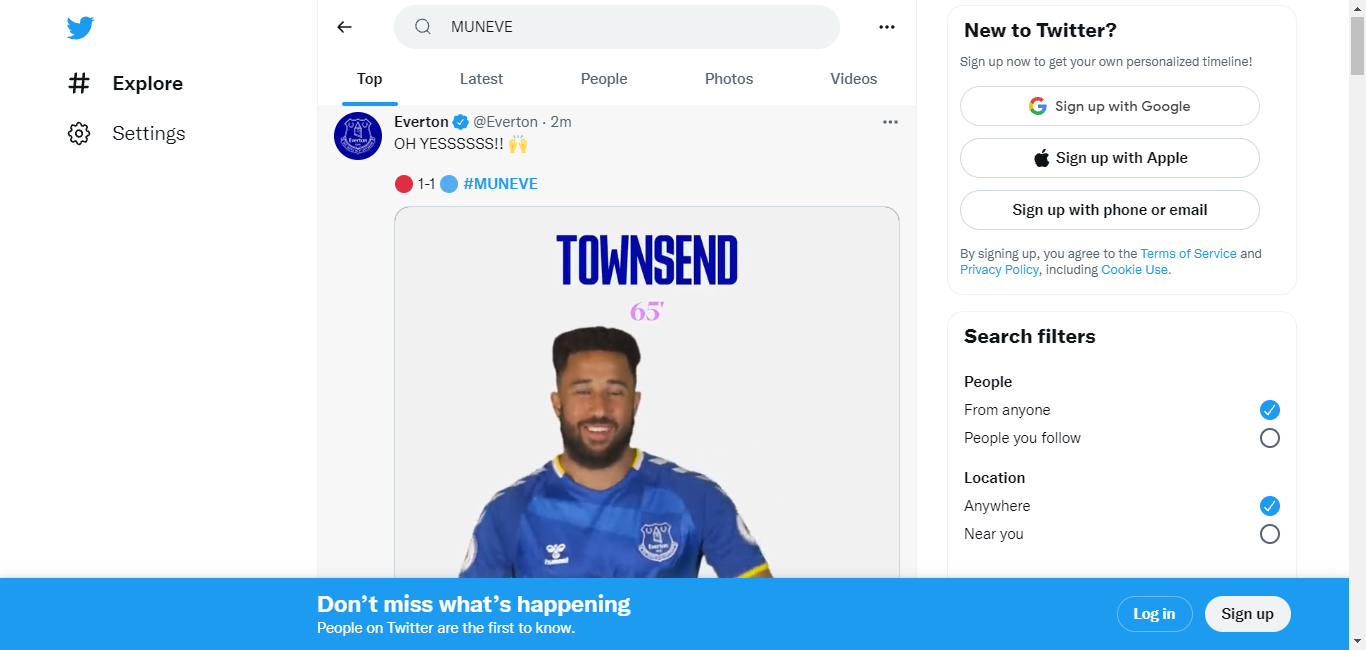 MUNEVE
Explore
Settings
Top Latest People Photos Videos
Everton @Everton · 2m
OH YESSSSSS!! 🙌
🔴 1-1 🔵 #MUNEVE
TOWNSEND
65'
Everton
hummel
New to Twitter?
Sign up now to get your own personalized timeline!
Sign up with Google
Sign up with Apple
Sign up with phone or email
By signing up, you agree to the Terms of Service and
Privacy Policy, including Cookie Use.
Search filters
People
From anyone
People you follow
Location
Anywhere
Near you
Don’t miss what’s happening
People on Twitter are the first to know.
Log in
Sign up